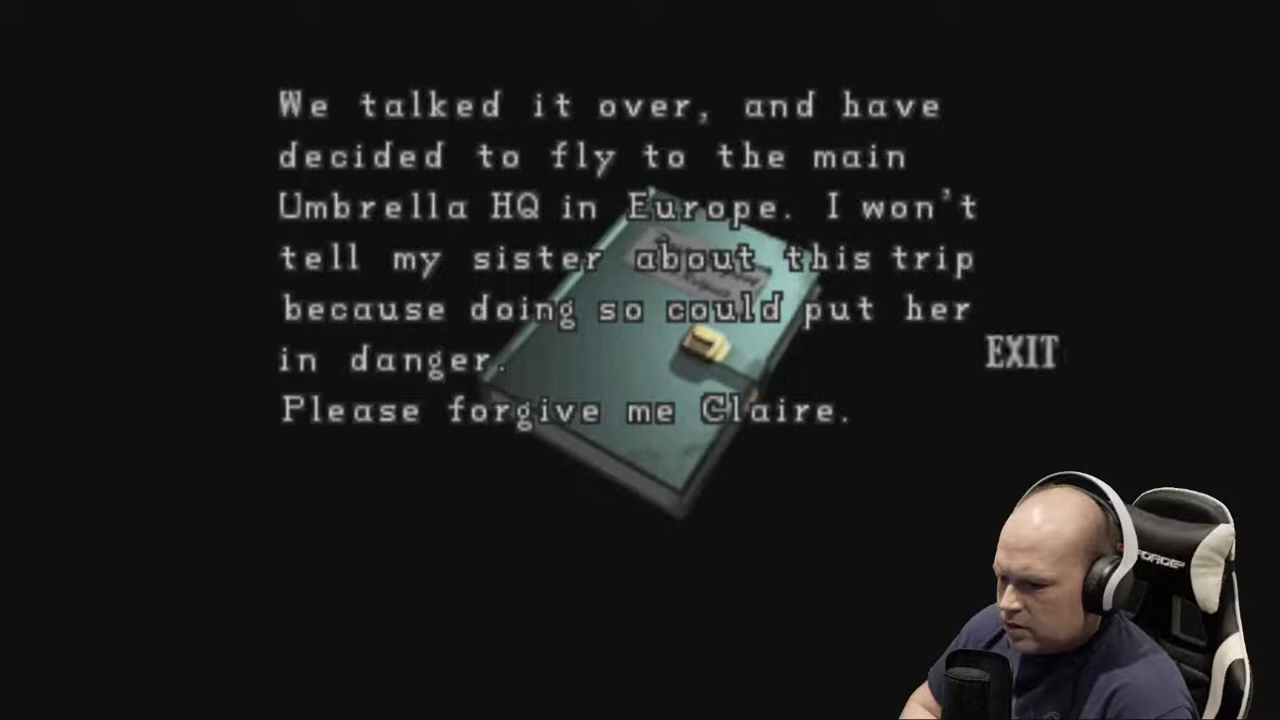 We talked it over, and have
decided to fly to the main
Umbrella HQ in Europe. I won't
tell my sister about this trip
because doing so could put her
in danger.
EXIT
Please forgive me Claire.